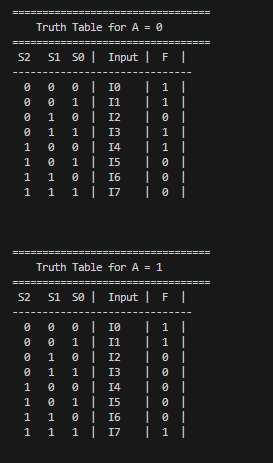 =================================
Truth Table for A = 0
=================================
S2 S1 S0 | Input | F |
------------------------------
0 0 0 | I0 | 1 |
0 0 1 | I1 | 1 |
0 1 0 | I2 | 0 |
0 1 1 | I3 | 1 |
1 0 0 | I4 | 1 |
1 0 1 | I5 | 0 |
1 1 0 | I6 | 0 |
1 1 1 | I7 | 0 |
=================================
Truth Table for A = 1
=================================
S2 S1 S0 | Input | F |
------------------------------
0 0 0 | I0 | 1 |
0 0 1 | I1 | 1 |
0 1 0 | I2 | 0 |
0 1 1 | I3 | 0 |
1 0 0 | I4 | 0 |
1 0 1 | I5 | 0 |
1 1 0 | I6 | 0 |
1 1 1 | I7 | 1 |